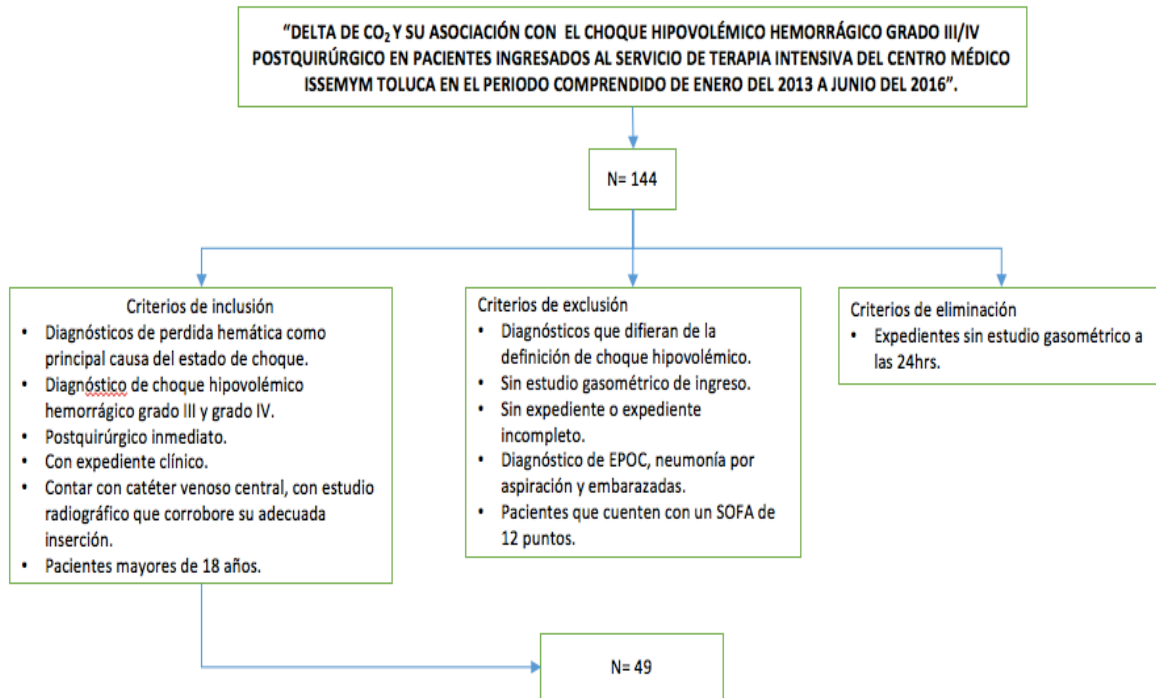 “DELTA DE CO₂ Y SU ASOCIACIÓN CON EL CHOQUE HIPOVOLÉMICO HEMORRÁGICO GRADO III/IV
POSTQUIRÚRGICO EN PACIENTES INGRESADOS AL SERVICIO DE TERAPIA INTENSIVA DEL CENTRO MÉDICO
ISSEMYM TOLUCA EN EL PERIODO COMPRENDIDO DE ENERO DEL 2013 A JUNIO DEL 2016”.
N= 144
Criterios de inclusión
• Diagnósticos de perdida hemática como
principal causa del estado de choque.
• Diagnóstico de choque hipovolémico
hemorrágico grado III y grado IV.
• Postquirúrgico inmediato.
• Con expediente clínico.
• Contar con catéter venoso central, con estudio
radiográfico que corrobore su adecuada
inserción.
• Pacientes mayores de 18 años.
Criterios de exclusión
• Diagnósticos que difieran de la
definición de choque hipovolémico.
• Sin estudio gasométrico de ingreso.
• Sin expediente o expediente
incompleto.
• Diagnóstico de EPOC, neumonía por
aspiración y embarazadas.
• Pacientes que cuenten con un SOFA de
12 puntos.
Criterios de eliminación
• Expedientes sin estudio gasométrico a
las 24hrs.
N= 49